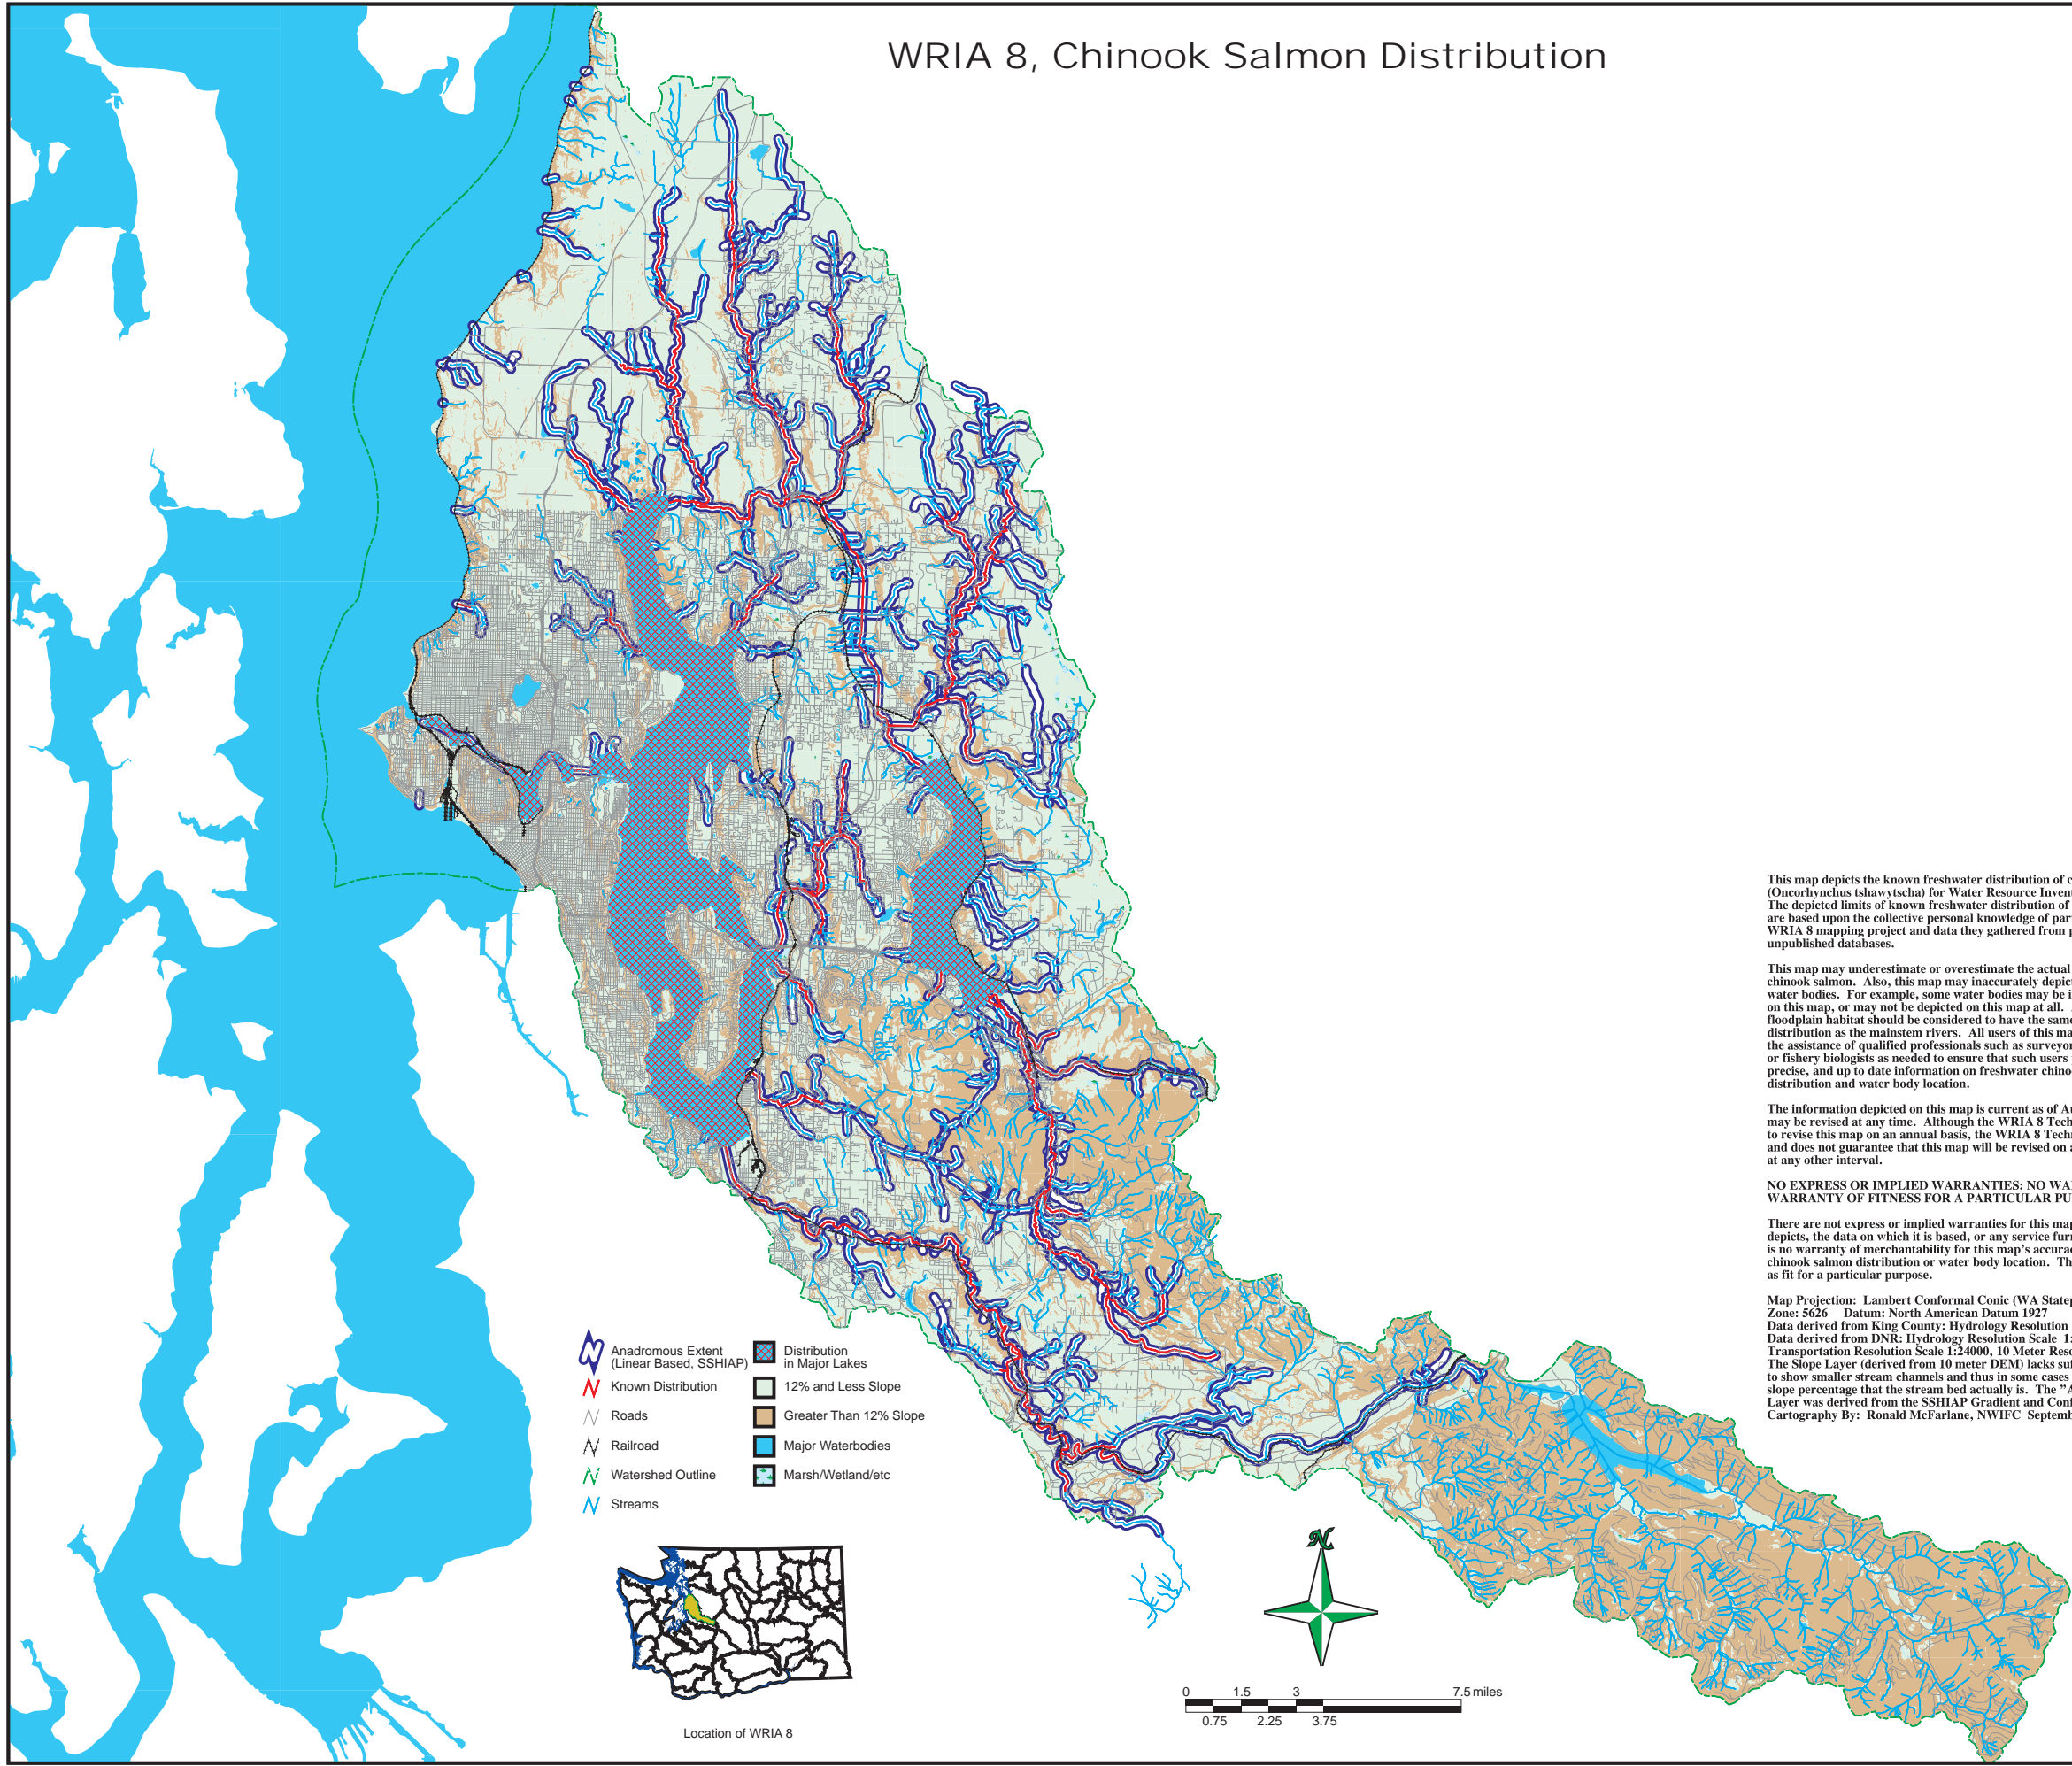 WRIA 8, Chinook Salmon Distribution
This map depicts the known freshwater distribution of
(Oncorhynchus tshawytscha) for Water Resource
The depicted limits of known freshwater distribution of
are based upon the collective personal knowledge of
WRIA 8 mapping project and data they gathered from
unpublished databases.
This map may underestimate or overestimate the actual
chinook salmon. Also, this map may inaccurately
water bodies. For example, some water bodies may be
on this map, or may not be depicted on this map at all.
floodplain habitat should be considered to have the same
distribution as the mainstem rivers. All users of this
the assistance of qualified professionals such as
or fishery biologists as needed to ensure that such users
precise, and up to date information on freshwater
distribution and water body location.
The information depicted on this map is current as of
may be revised at any time. Although the WRIA 8
to revise this map on an annual basis, the WRIA 8
and does not guarantee that this map will be revised on
at any other interval.
NO EXPRESS OR IMPLIED WARRANTIES; NO
WARRANTY OF FITNESS FOR A PARTICULAR
There are not express or implied warranties for this map
depicts, the data on which it is based, or any service
is no warranty of merchantability for this map's
chinook salmon distribution or water body location.
as fit for a particular purpose.
Map Projection: Lambert Conformal Conic (WA
Zone: 5626 Datum: North American Datum 1927
Data derived from King County: Hydrology Resolution
Data derived from DNR: Hydrology Resolution Scale
Transportation Resolution Scale 1:24000, 10 Meter
The Slope Layer (derived from 10 meter DEM) lacks
to show smaller stream channels and thus in some cases
slope percentage that the stream bed actually is. The
Layer was derived from the SSHIAP Gradient and
Cartography By: Ronald McFarlane, NWIFC
Anadromous Extent
(Linear Based, SSHIAP)
Known Distribution
Roads
Railroad
Watershed Outline
Streams
Distribution
in Major Lakes
12% and Less Slope
Greater Than 12% Slope
Major Waterbodies
Marsh/Wetland/etc
Location of WRIA 8
N
0 1.5 3 7.5 miles
0.75 2.25 3.75